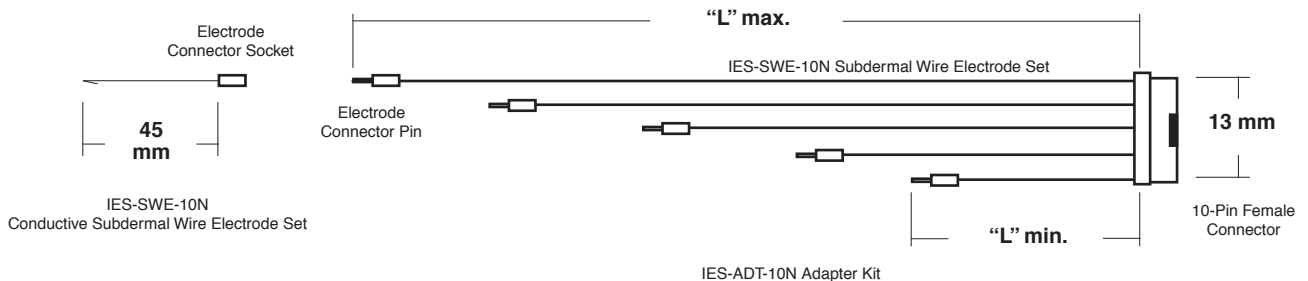 “L” max.
Electrode
Connector Socket
IES-SWE-10N Subdermal Wire Electrode Set
Electrode
Connector Pin
45
mm
13 mm
IES-SWE-10N
Conductive Subdermal Wire Electrode Set
10-Pin Female
Connector
“L” min.
IES-ADT-10N Adapter Kit